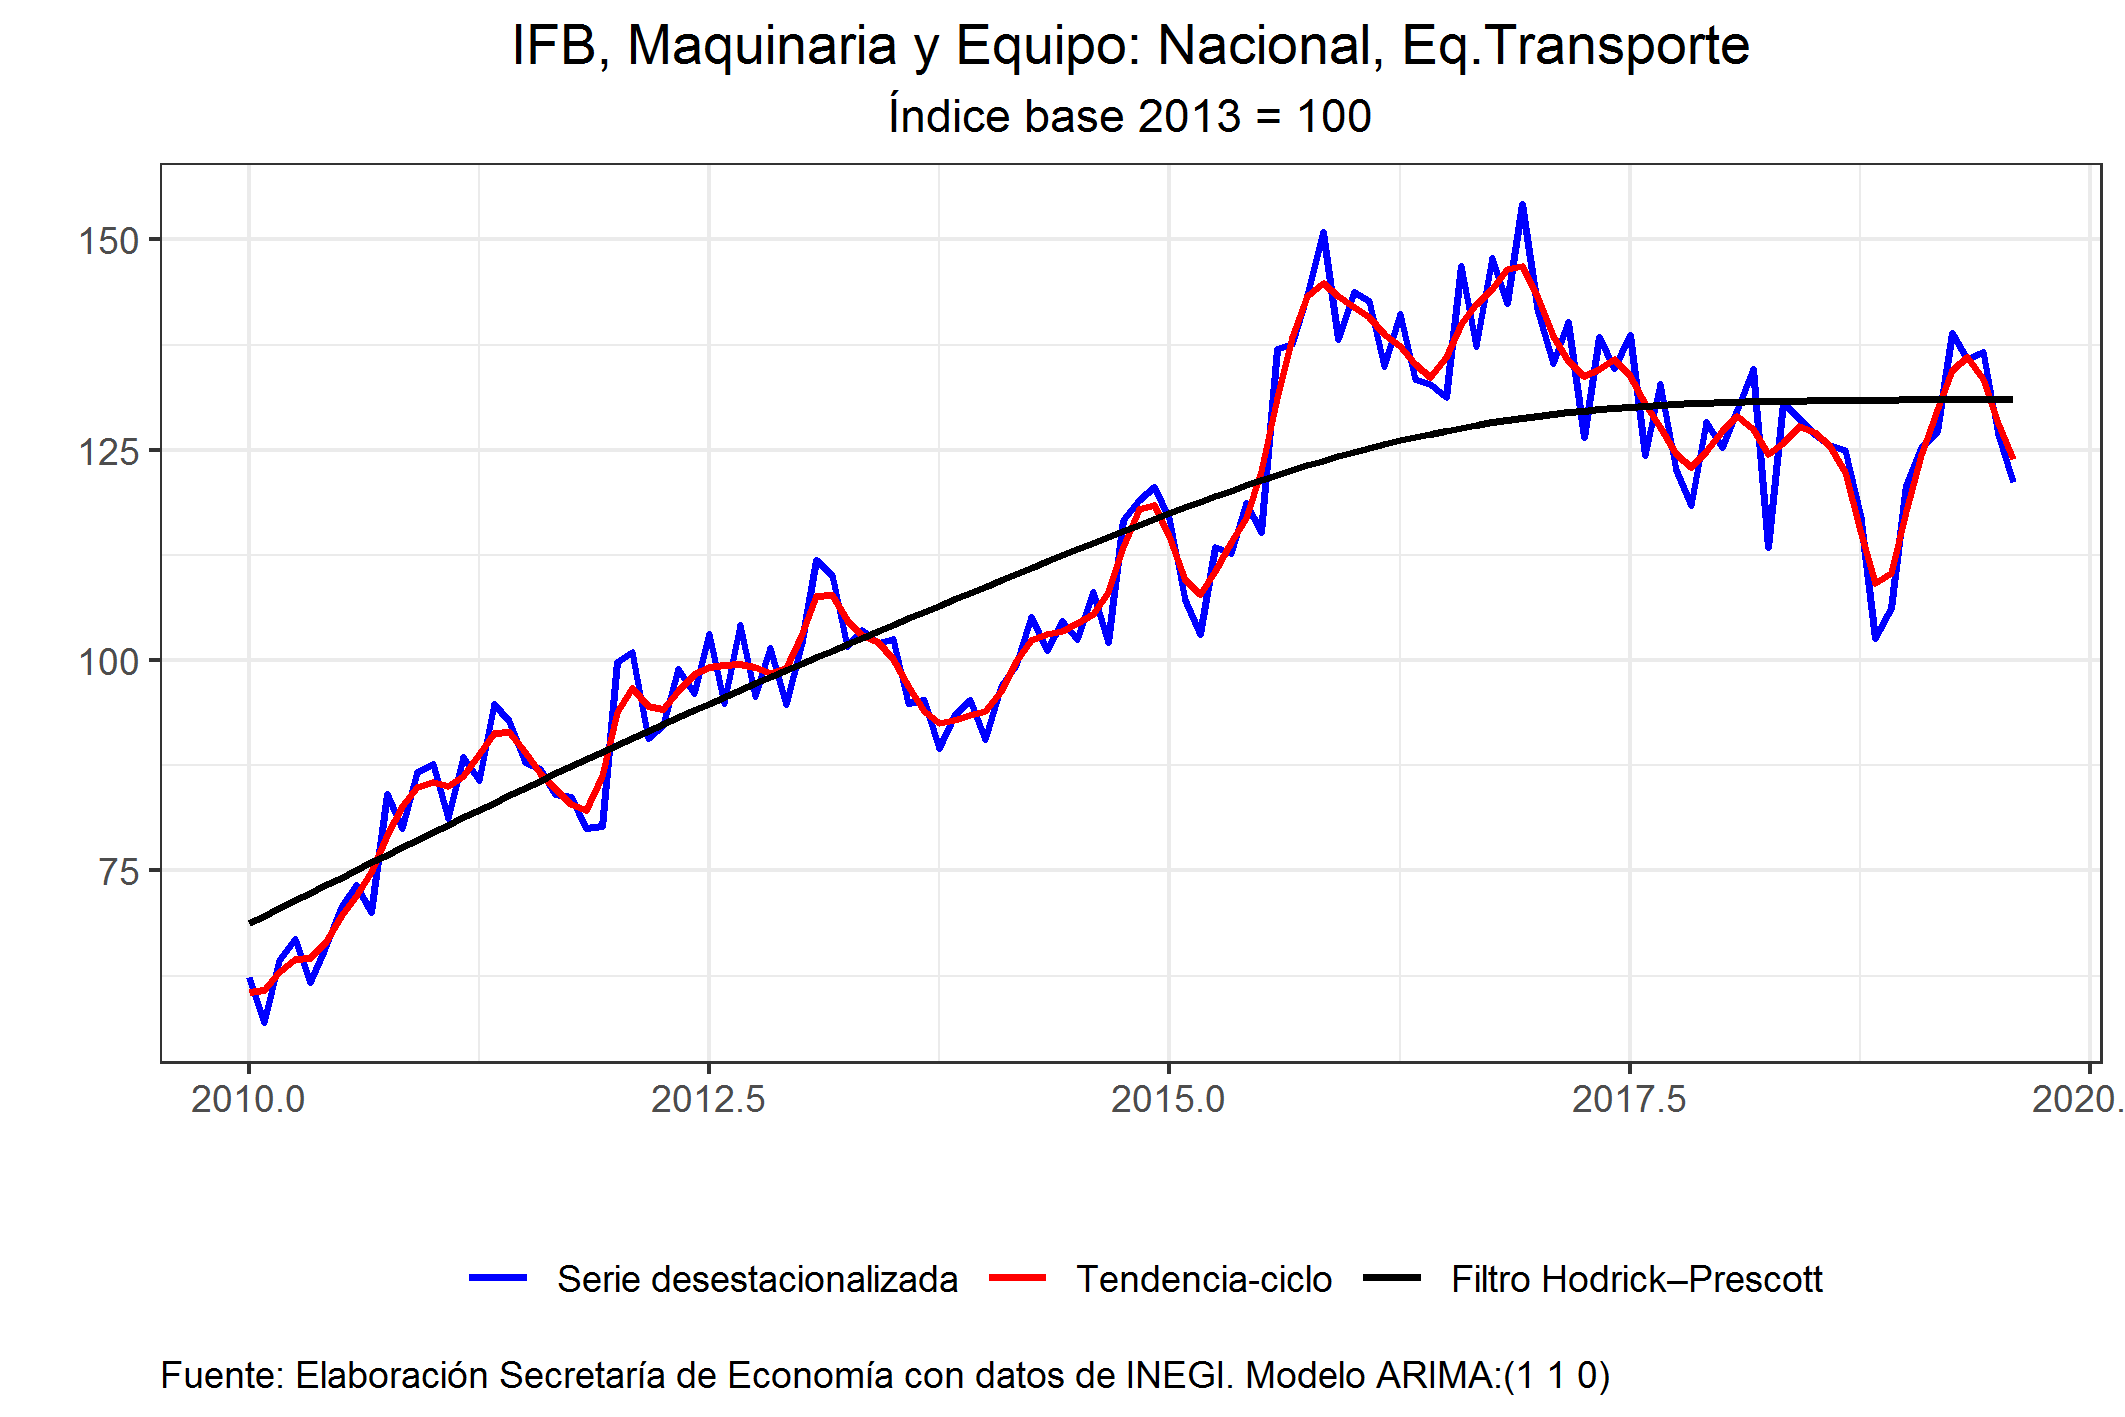 IFB, Maquinaria y Equipo: Nacional, Eq.Transporte
Índice base 2013 = 100
150
125
100
75
2010.0 2012.5 2015.0 2017.5 2020.
Serie desestacionalizada Tendencia-ciclo Filtro Hodrick–Prescott
Fuente: Elaboración Secretaría de Economía con datos de INEGI. Modelo ARIMA:(1 1 0)